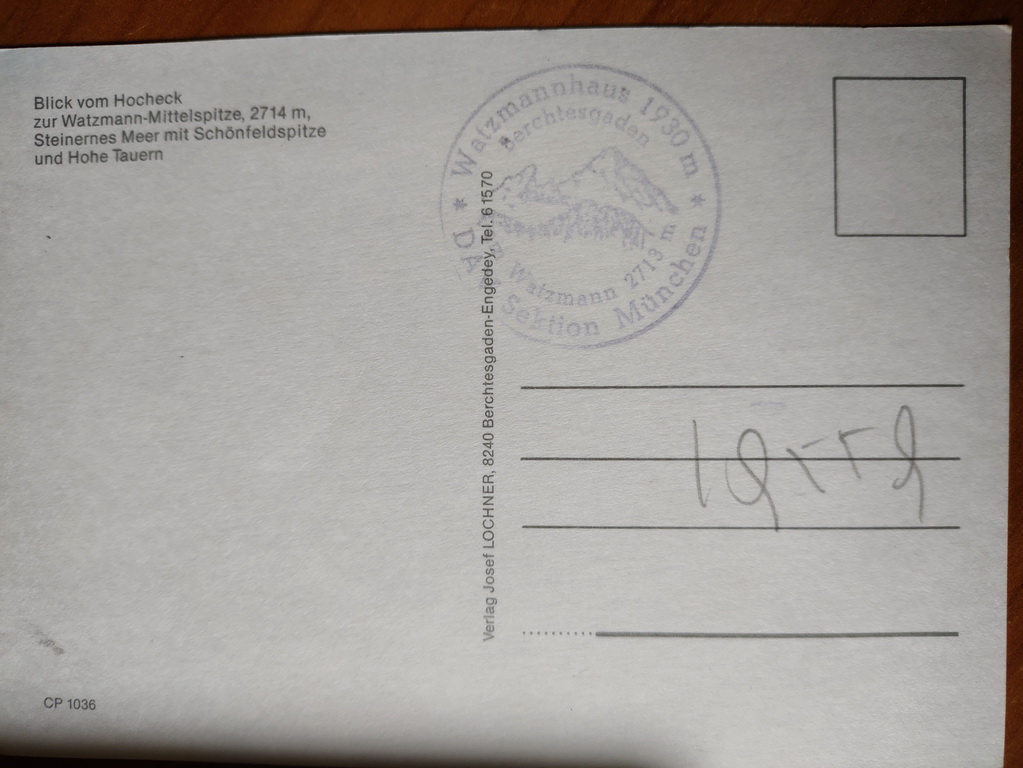 Blick vom Hocheck
zur Watzmann-Mittelspitze, 2714 m,
Steinernes Meer mit Schönfeldspitze
und Hohe Tauern
* Watzmannhaus 1930 m *
Berchtesgaden
Watzmann 2713 m
Sektion München
Verlag Josef LOCHNER, 8240 Berchtesgaden-Engedey, Tel. 61570
CP 1036